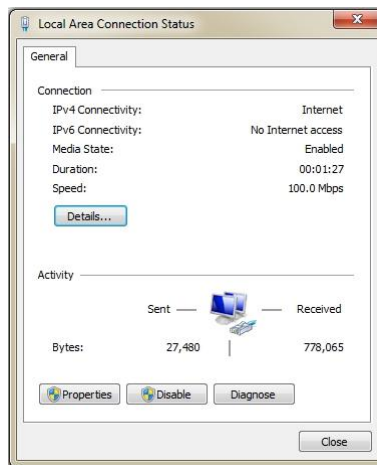 Local Area Connection Status
General
Connection
IPv4 Connectivity: Internet
IPv6 Connectivity: No Internet access
Media State: Enabled
Duration: 00:01:27
Speed: 100.0 Mbps
Details...
Activity
Sent — — Received
Bytes: 27,480 | 778,065
Properties Disable Diagnose
Close